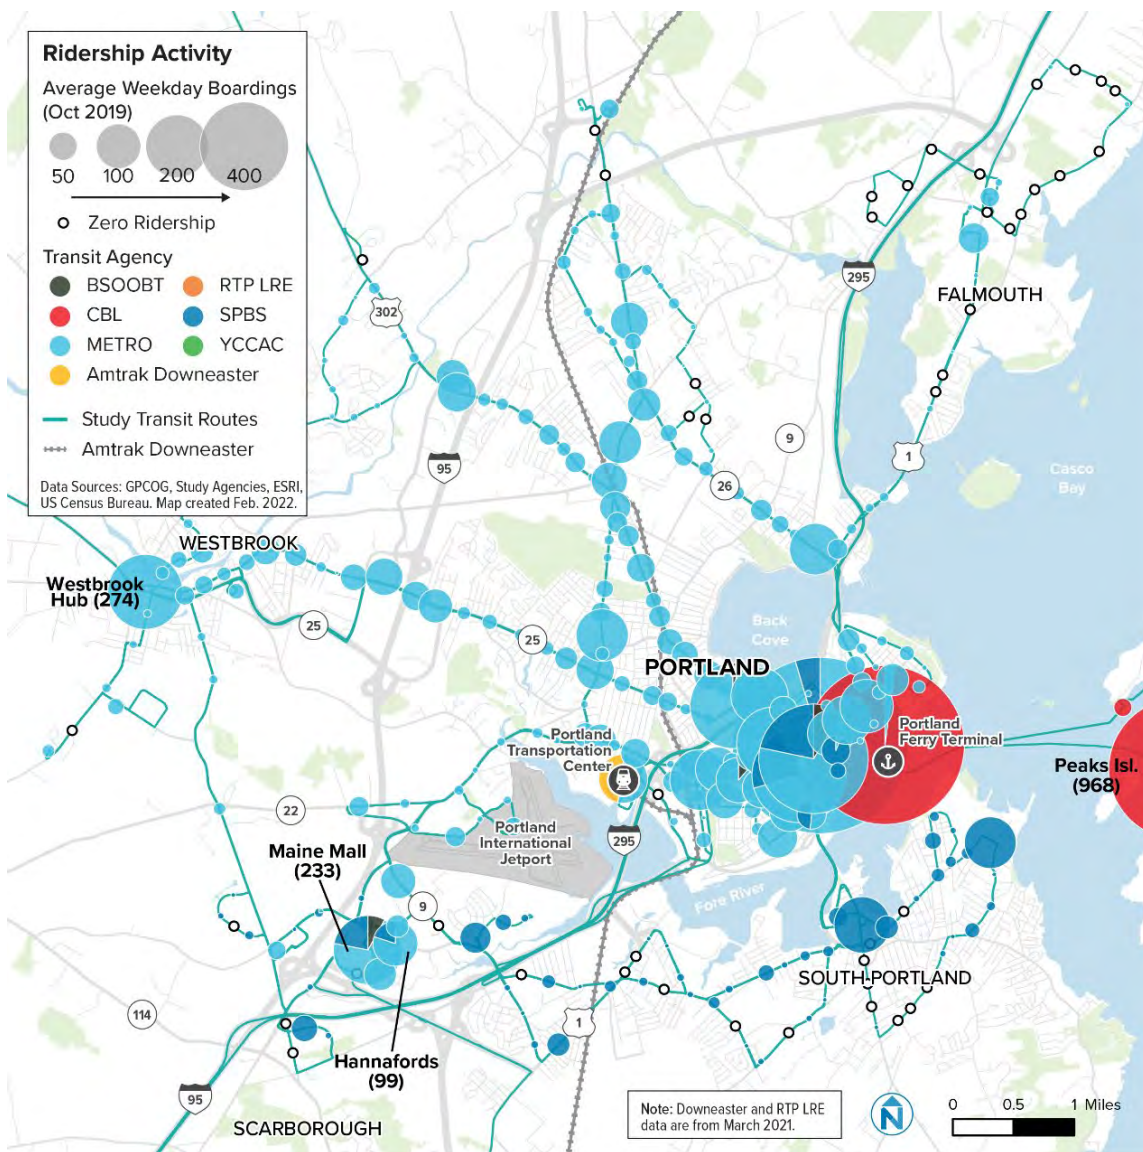 Ridership Activity
Average Weekday Boardings
(Oct 2019)
50 100 200 400
Zero Ridership
Transit Agency
BSOOBT RTP LRE
CBL SPBS
METRO YCCAC
Amtrak Downeaster
Study Transit Routes
Amtrak Downeaster
Data Sources: GPCOG, Study Agencies, ESRI,
US Census Bureau. Map created Feb. 2022.
302
295
FALMOUTH
95
9
1
26
Casco
Bay
WESTBROOK
Westbrook
Hub (274)
25
25
Back
Cove
PORTLAND
Portland
Transportation
Center
Portland
Ferry Terminal
Peaks Isl.
(968)
22
Portland
International
Jetport
295
Maine Mall
(233)
9
Fore River
SOUTH PORTLAND
114
1
Hannafords
(99)
95
SCARBOROUGH
Note: Downeaster and RTP LRE
data are from March 2021.
N
0 0.5 1 Miles